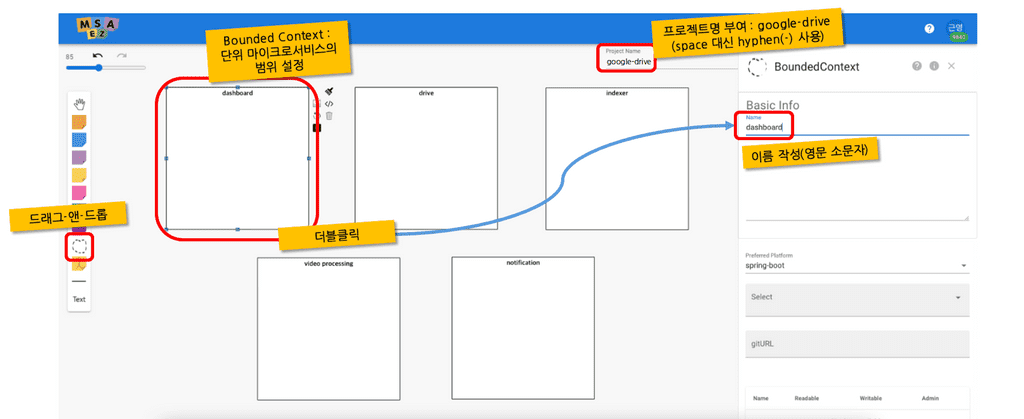 MSA
EZ
Bounded Context :
단위 마이크로서비스의
범위 설정
프로젝트명 부여 : google-drive
(space 대신 hyphen(-) 사용)
근영
85
Project Name
google-drive
BoundedContext
dashboard
drive
indexer
Basic Info
Name
dashboard
이름 작성(영문 소문자)
드래그-앤-드롭
더블클릭
video processing
notification
Text
Preferred Platform
spring-boot
Select
gitURL
Name Readable Writable Admin